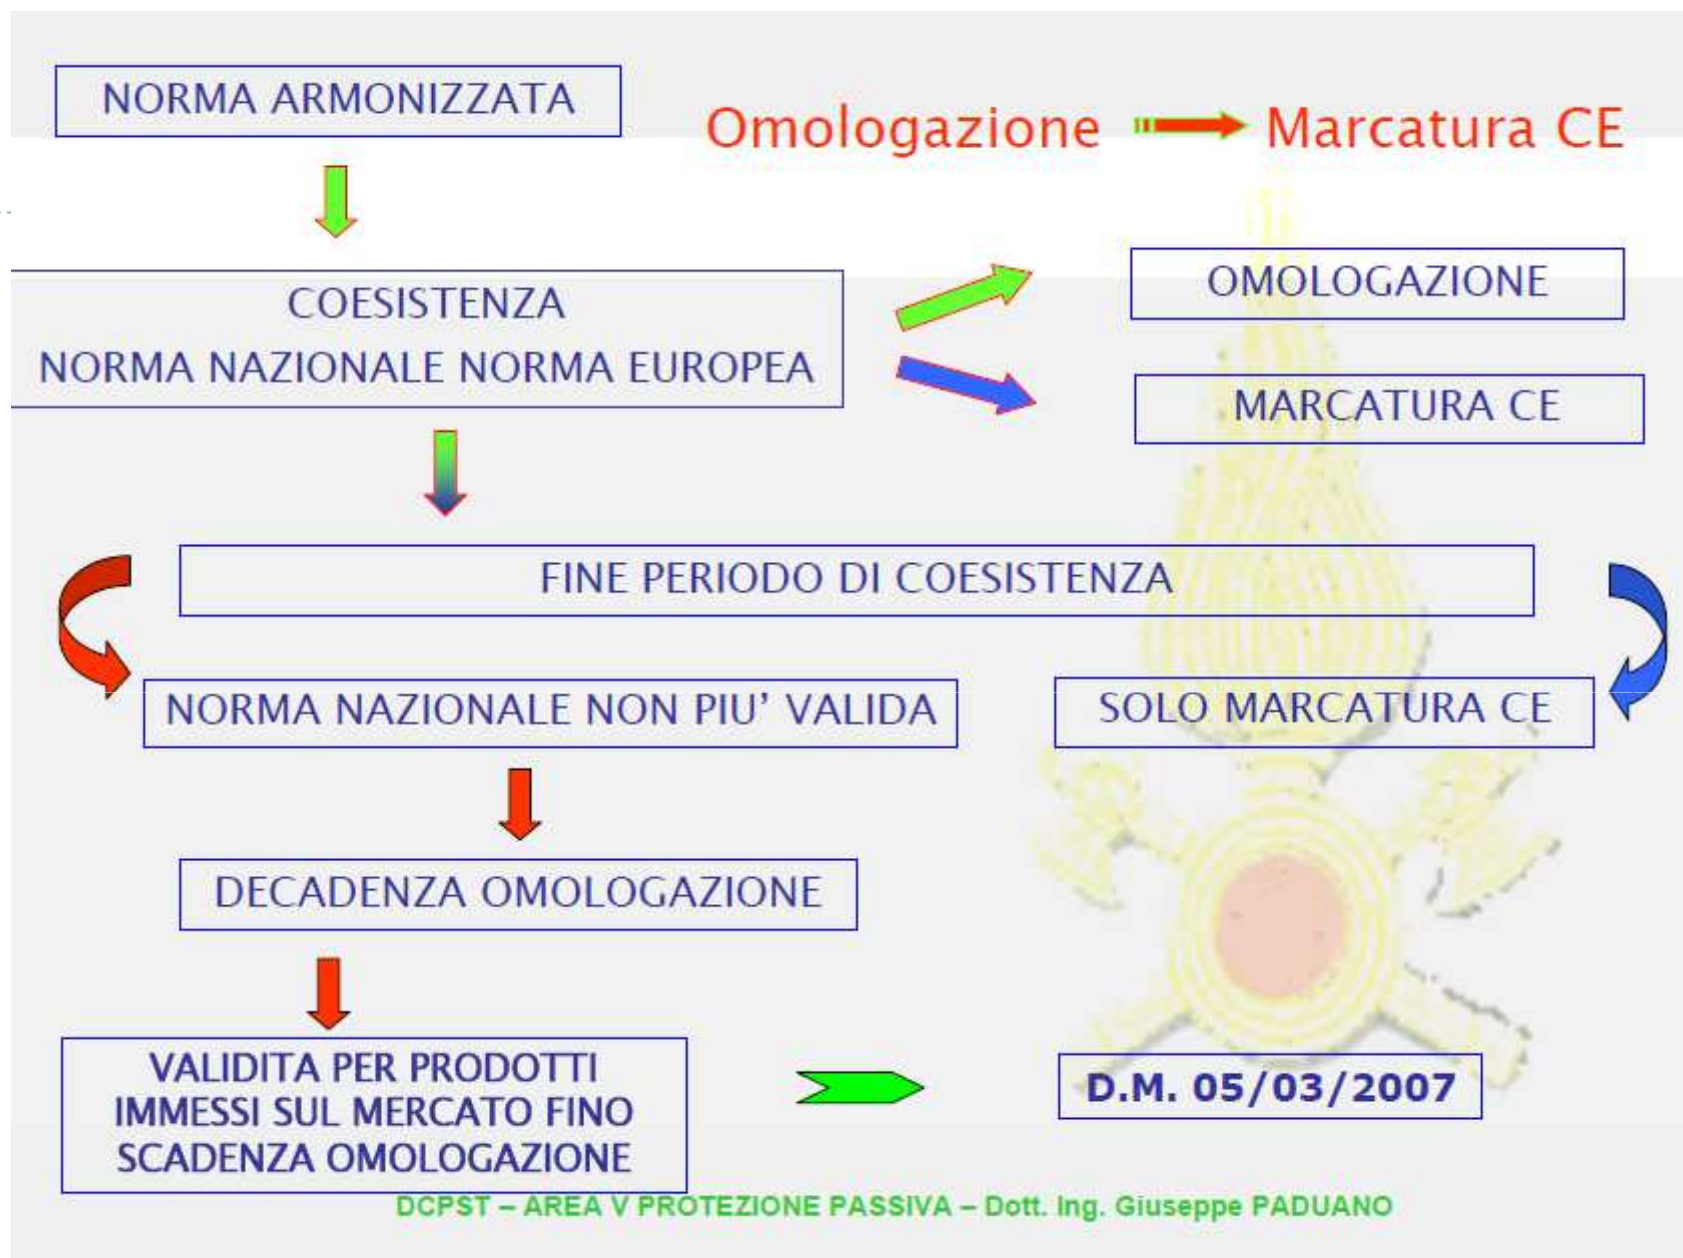 NORMA ARMONIZZATA
Omologazione Marcatura CE
COESISTENZA
NORMA NAZIONALE NORMA EUROPEA
OMOLOGAZIONE
MARCATURA CE
FINE PERIODO DI COESISTENZA
NORMA NAZIONALE NON PIU' VALIDA
SOLO MARCATURA CE
DECADENZA OMOLOGAZIONE
VALIDITA PER PRODOTTI
IMMESSI SUL MERCATO FINO
SCADENZA OMOLOGAZIONE
D.M. 05/03/2007
DCPST – AREA V PROTEZIONE PASSIVA – Dott. Ing. Giuseppe PADUANO